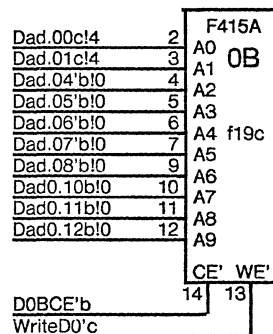 F415A
Dad.00c!4 2 A0 0B
Dad.01c!4 3 A1
Dad.04'b!0 4 A2
Dad.05'b!0 5 A3
Dad.06'b!0 6 A4 f19c
Dad.07'b!0 7 A5
Dad.08'b!0 9 A6
Dad0.10b!0 10 A7
Dad0.11b!0 11 A8
Dad0.12b!0 12 A9
CE' WE'
14 13
D0BCE'b
WriteD0'c